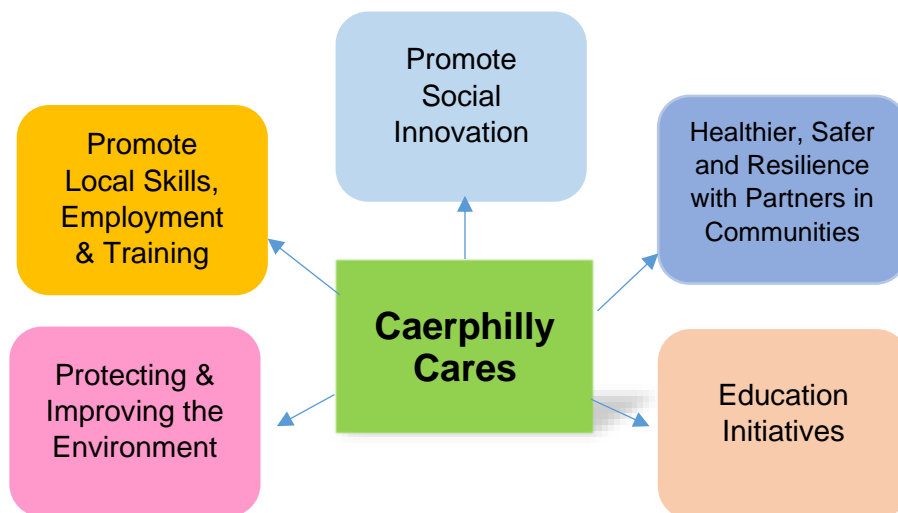 Promote
Social
Innovation
Promote
Local Skills,
Employment
& Training
Healthier, Safer
and Resilience
with Partners in
Communities
Caerphilly
Cares
Protecting &
Improving the
Environment
Education
Initiatives